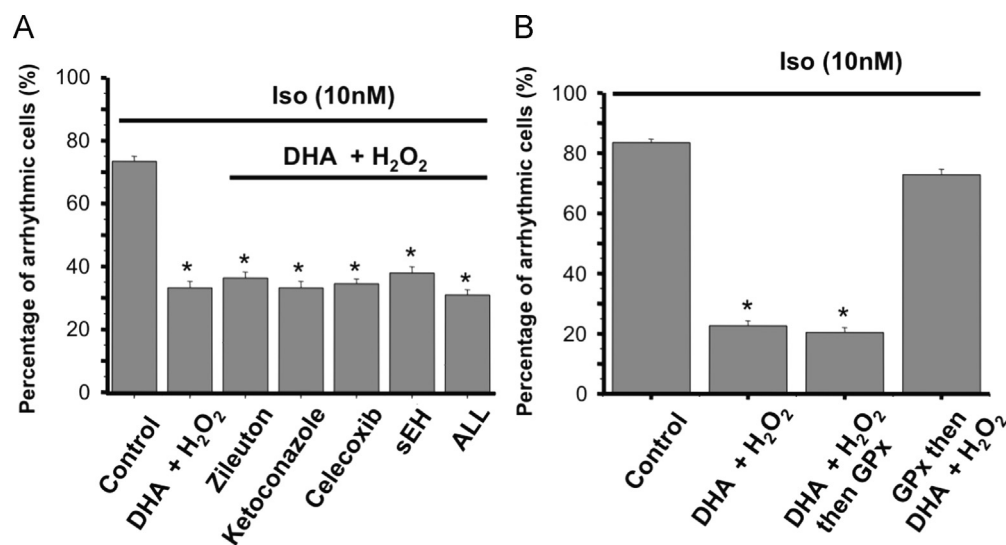 A
Percentage of arrhythmic cells (%)
100
80
60
40
20
0
Iso (10nM)
DHA + H₂O₂
*
*
*
*
*
*
Control
DHA + H₂O₂
Zileuton
Ketoconazole
Celecoxib
sEH
ALL
B
Percentage of arrhythmic cells (%)
100
80
60
40
20
0
Iso (10nM)
*
*
Control
DHA + H₂O₂
DHA + H₂O₂
then GPx
GPx then
DHA + H₂O₂